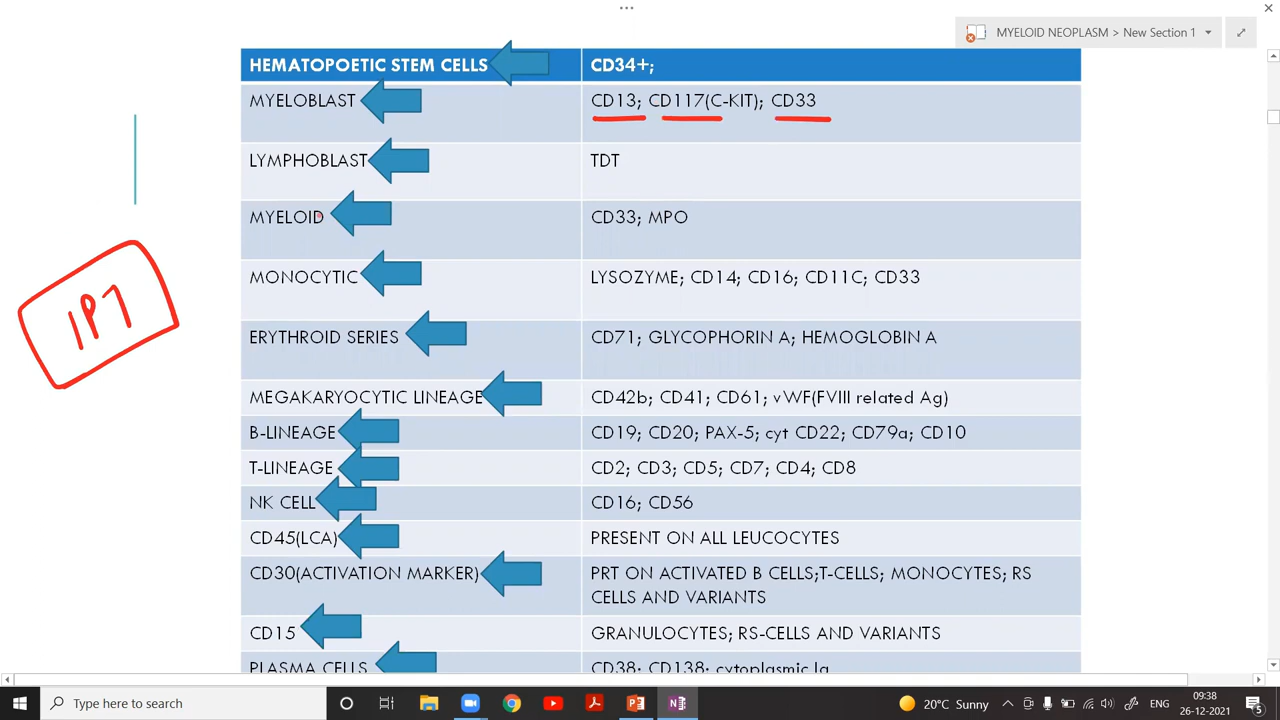 ...
MYELOID NEOPLASM > New Section 1
HEMATOPOETIC STEM CELLS CD34+;
MYELOBLAST CD13; CD117(C-KIT); CD33
LYMPHOBLAST TDT
MYELOID CD33; MPO
IPT
MONOCYTIC LYSOZYME; CD14; CD16; CD11C; CD33
ERYTHROID SERIES CD71; GLYCOPHORIN A; HEMOGLOBIN A
MEGAKARYOCYTIC LINEAGE CD42b; CD41; CD61; vWF(FVIII related Ag)
B-LINEAGE CD19; CD20; PAX-5; cyt CD22; CD79a; CD10
T-LINEAGE CD2; CD3; CD5; CD7; CD4; CD8
NK CELL CD16; CD56
CD45(LCA) PRESENT ON ALL LEUCOCYTES
CD30(ACTIVATION MARKER) PRT ON ACTIVATED B CELLS;T-CELLS; MONOCYTES; RS
CELLS AND VARIANTS
CD15 GRANULOCYTES; RS-CELLS AND VARIANTS
PLASMA CELLS CD38; CD138; cytoplasmic Ig
Type here to search
20°C Sunny
ENG
09:38
26-12-2021
5